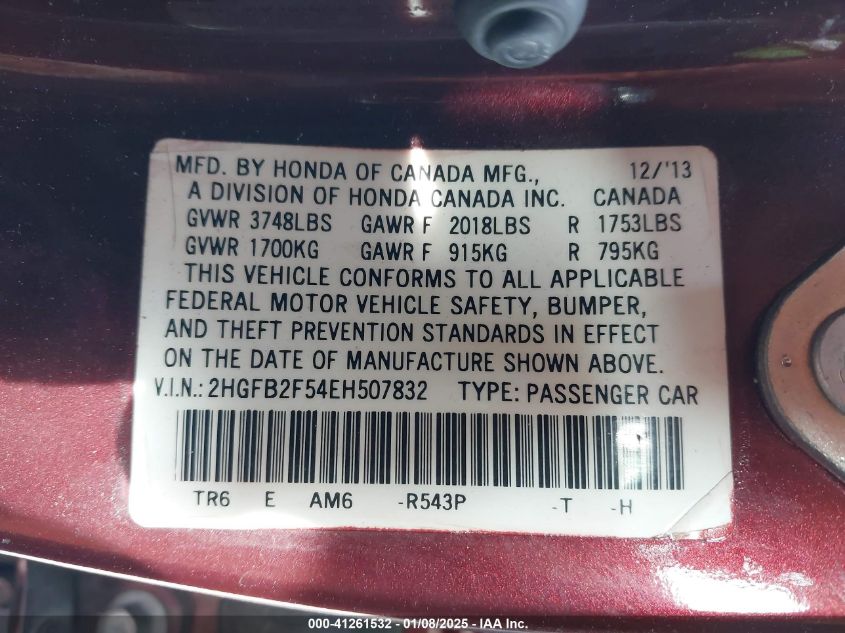 MFD. BY HONDA OF CANADA MFG., 12/'13
A DIVISION OF HONDA CANADA INC. CANADA
GVWR 3748LBS GAWR F 2018LBS R 1753LBS
GVWR 1700KG GAWR F 915KG R 795KG
THIS VEHICLE CONFORMS TO ALL APPLICABLE
FEDERAL MOTOR VEHICLE SAFETY, BUMPER,
AND THEFT PREVENTION STANDARDS IN EFFECT
ON THE DATE OF MANUFACTURE SHOWN ABOVE.
V.I.N.: 2HGFB2F54EH507832 TYPE: PASSENGER CAR
TR6 E AM6 -R543P -T -H
000-41261532 - 01/08/2025 - IAA Inc.